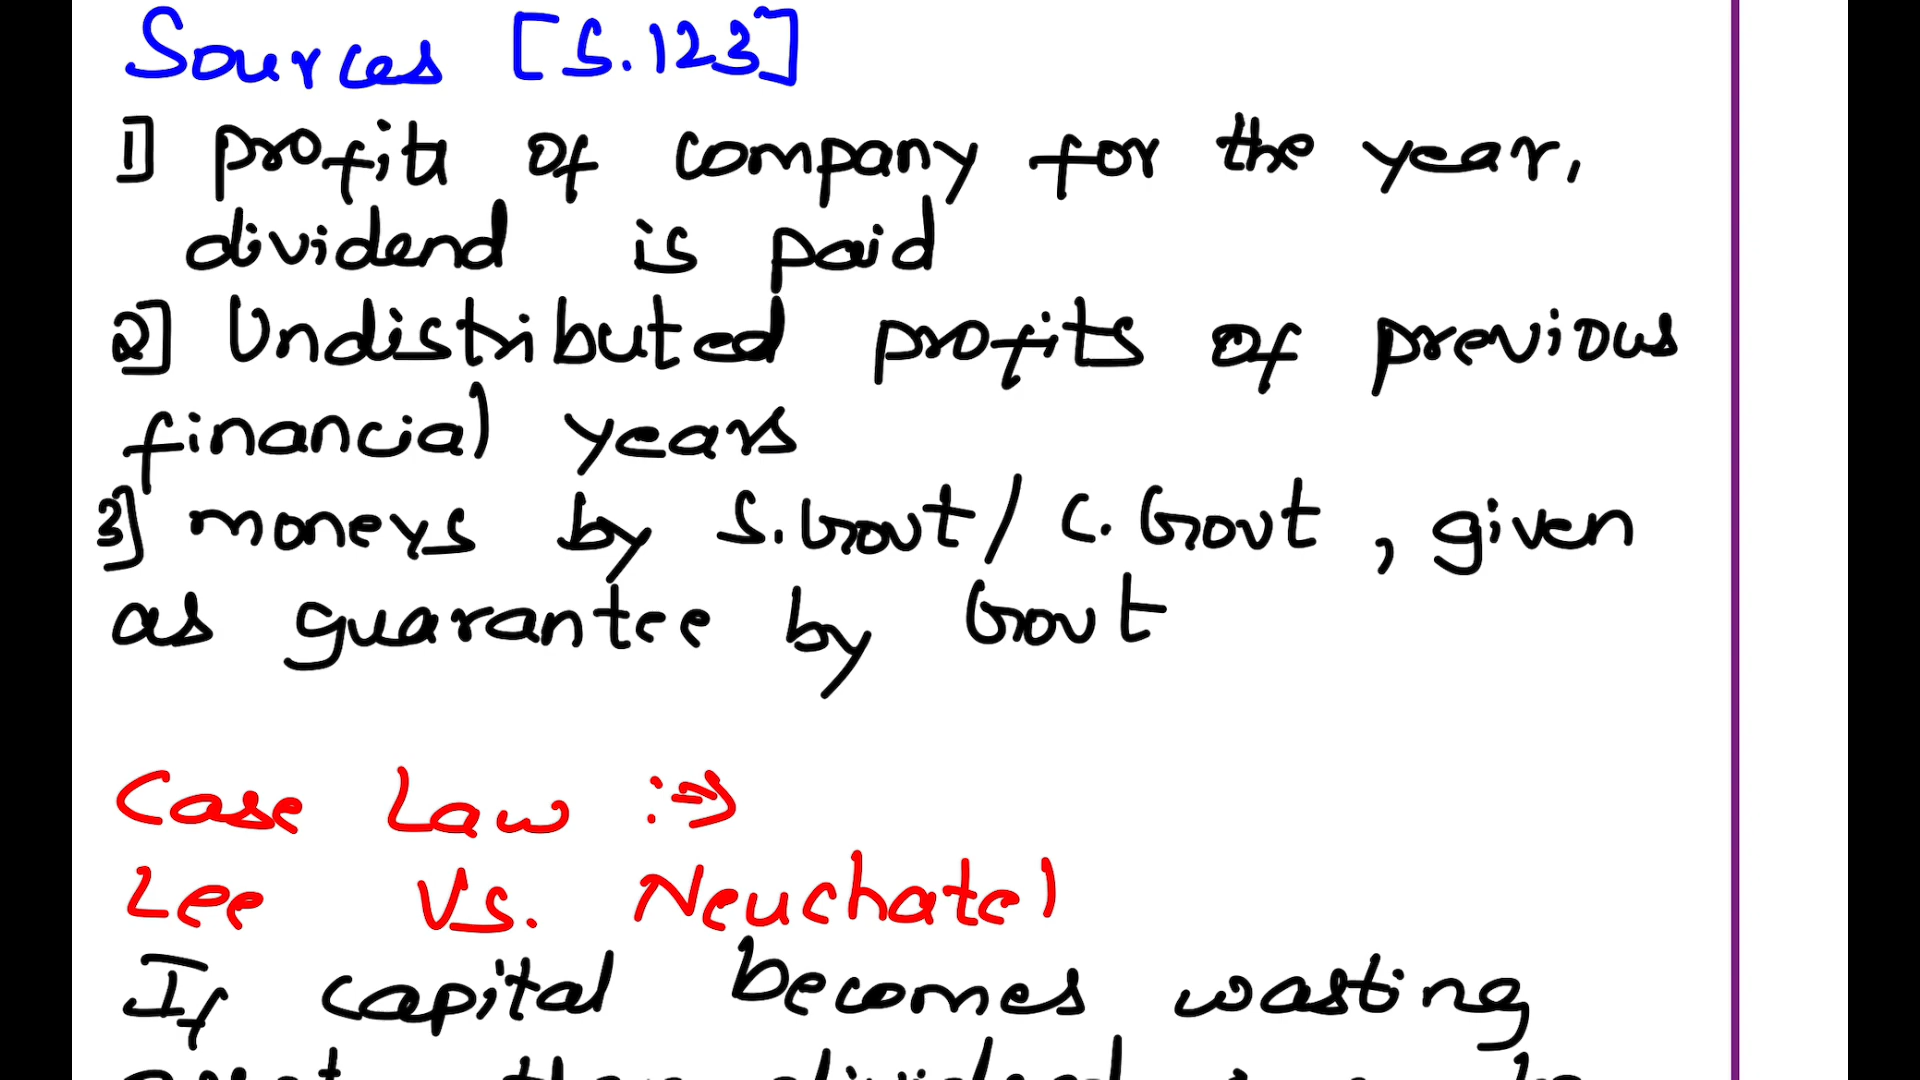 Sources [S.123]
1] profits of company for the year,
dividend is paid
2] Undistributed profits of previous
financial years
3] moneys by S.Govt/ C.Govt , given
as guarantee by Govt
Case Law :⇒
Lee Vs. Neuchatel
If capital becomes wasting
dividend